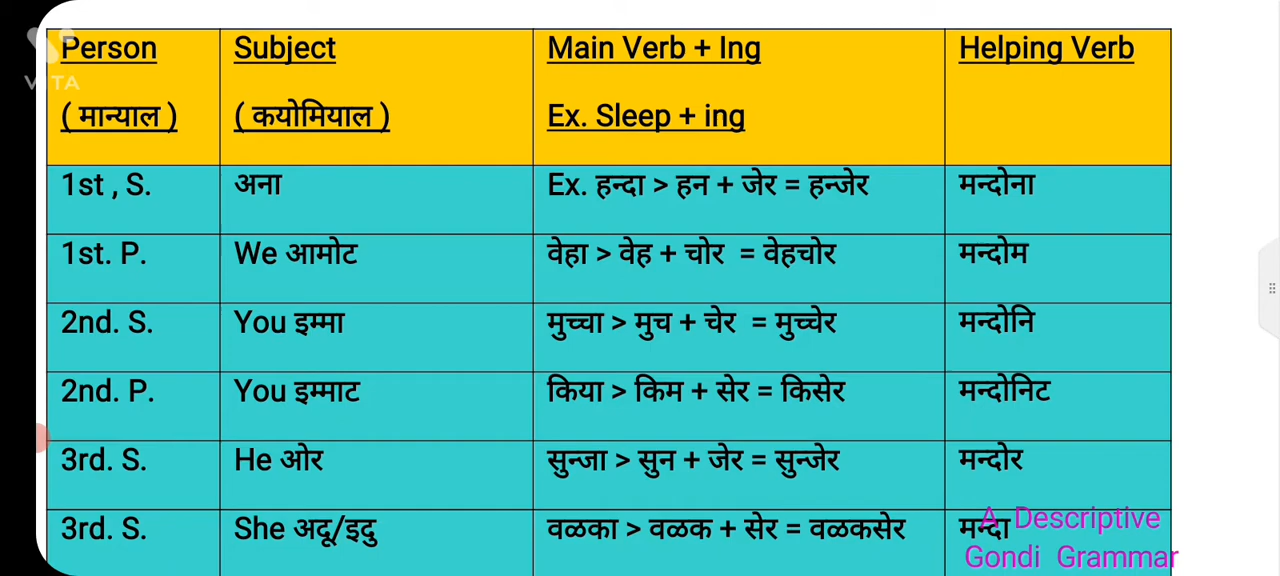 Person Subject Main Verb + Ing Helping Verb
( मान्याल ) ( कयोमियाल ) Ex. Sleep + ing
1st , S. अना Ex. हन्दा > हन + जेर = हन्जेर मन्दोना
1st. P. We आमोट वेहा > वेह + चोर = वेहचोर मन्दोम
2nd. S. You इम्मा मुच्चा > मुच + चेर = मुच्चेर मन्दोनि
2nd. P. You इम्माट किया > किम + सेर = किसेर मन्दोनिट
3rd. S. He ओर सुन्जा > सुन + जेर = सुन्जेर मन्दोर
3rd. S. She अदू/इदु वळका > वळक + सेर = वळकसेर मन्दा
A Descriptive
Gondi Grammar
VITA